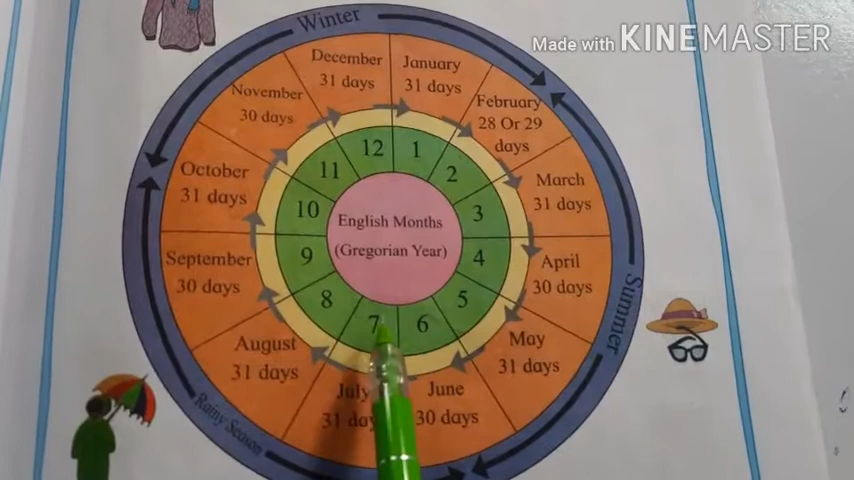 Made with KINEMASTER
Winter
December
31 days
January
31 days
February
28 Or 29
days
March
31 days
April
30 days
May
31 days
June
30 days
July
31 day
August
31 days
September
30 days
October
31 days
November
30 days
12
1
2
3
4
5
6
7
8
9
10
11
English Months
(Gregorian Year)
Summer
Rainy Season